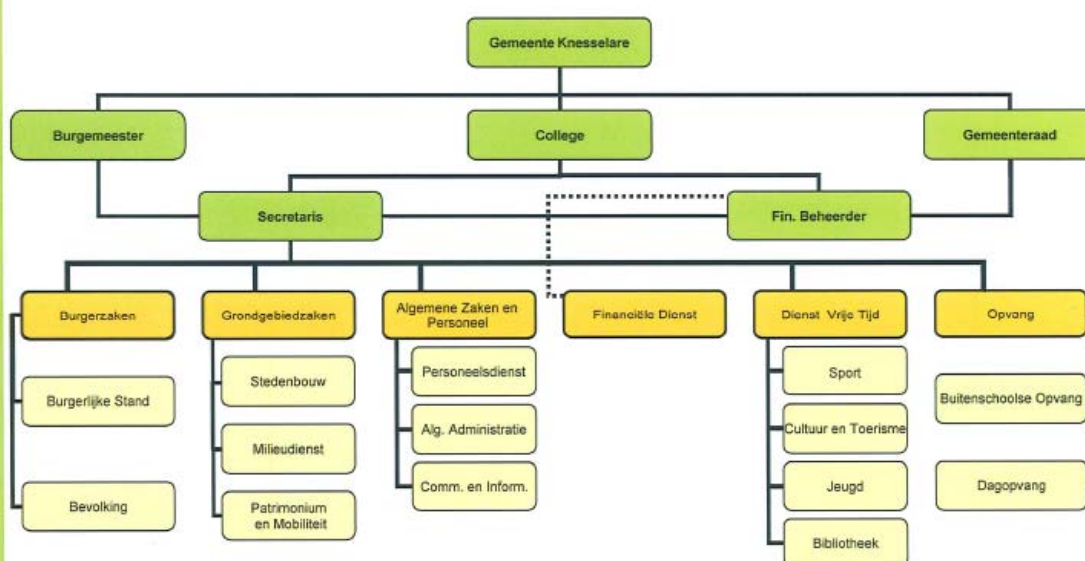 Gemeente Knesselare
Burgemeester
College
Gemeenteraad
Secretaris
Fin. Beheerder
Burgerzaken
Grondgebiedzaken
Algemene Zaken en
Personeel
Financiële Dienst
Dienst Vrije Tijd
Opvang
Burgerlijke Stand
Bevolking
Stedenbouw
Milieudienst
Patrimonium
en Mobiliteit
Personeelsdienst
Alg. Administratie
Comm. en Inform.
Sport
Cultuur en Toerisme
Jeugd
Bibliotheek
Buitenschoolse Opvang
Dagopvang